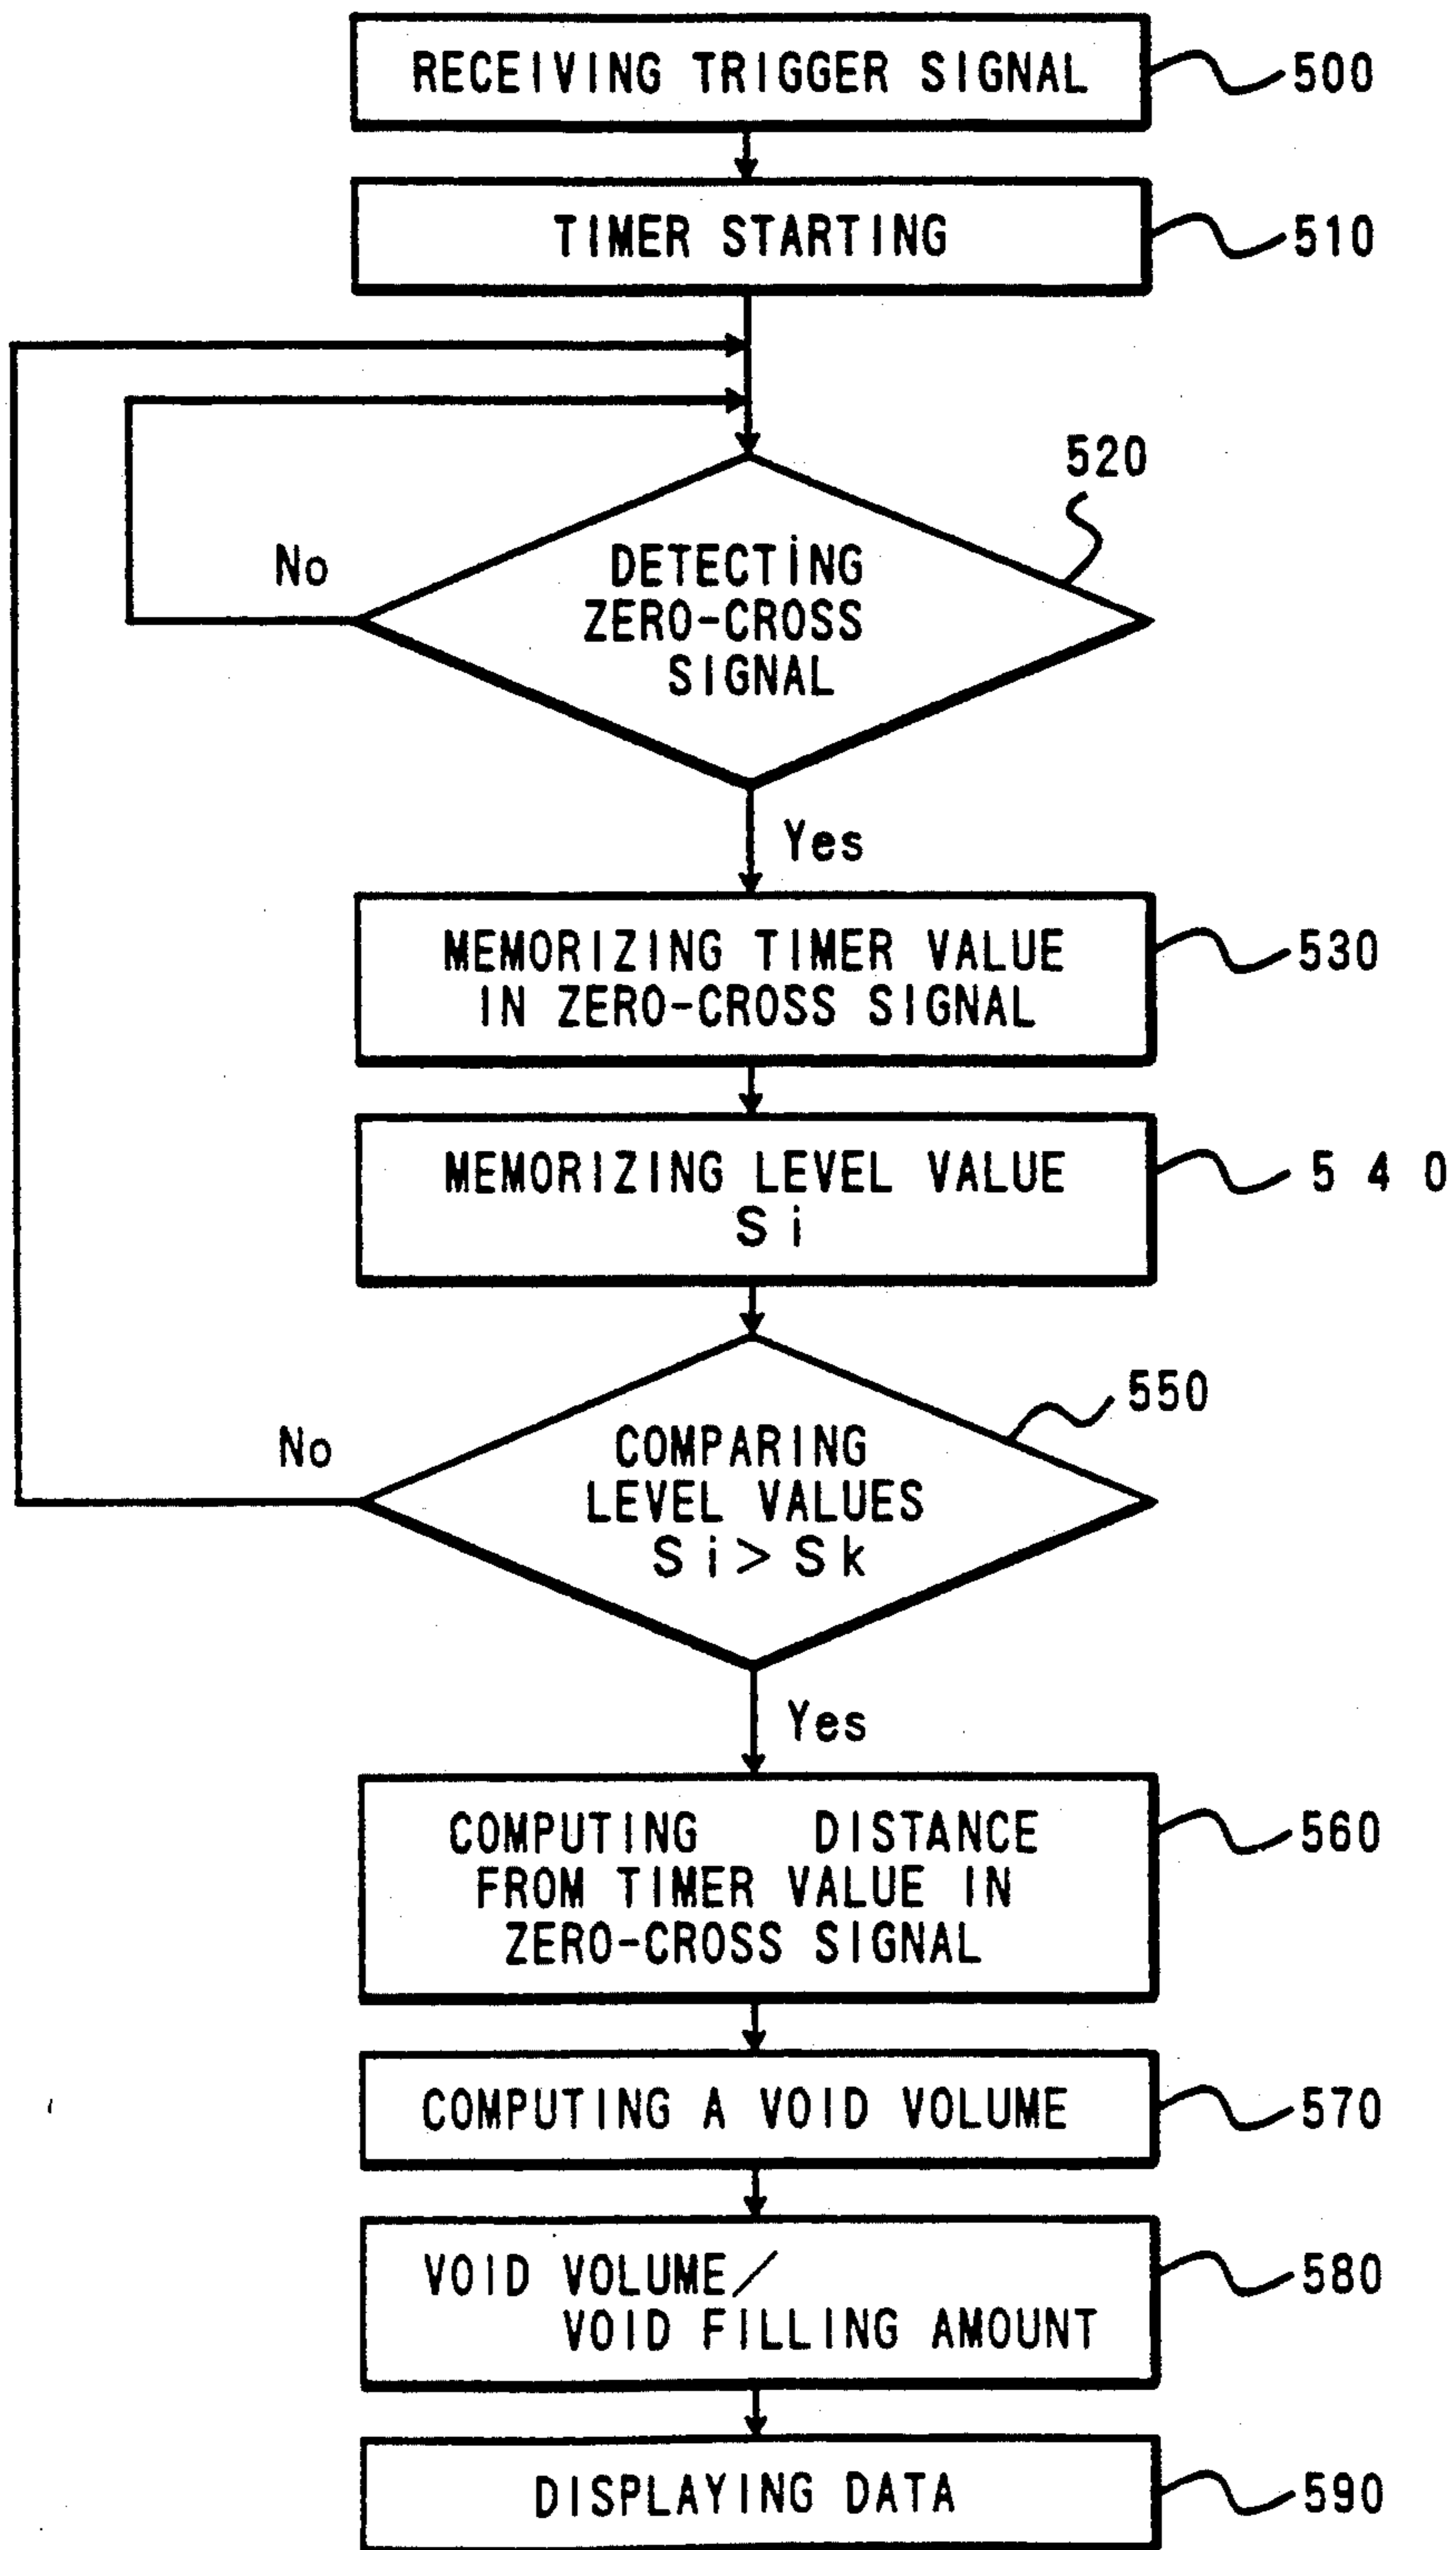 RECEIVING TRIGGER SIGNAL
500
TIMER STARTING
510
520
No
DETECTING
ZERO-CROSS
SIGNAL
Yes
MEMORIZING TIMER VALUE
IN ZERO-CROSS SIGNAL
530
MEMORIZING LEVEL VALUE
Si
5 4 0
550
No
COMPARING
LEVEL VALUES
Si > Sk
Yes
COMPUTING DISTANCE
FROM TIMER VALUE IN
ZERO-CROSS SIGNAL
560
COMPUTING A VOID VOLUME
570
VOID VOLUME/
VOID FILLING AMOUNT
580
DISPLAYING DATA
590